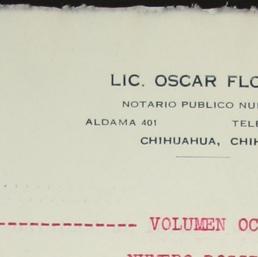 LIC. OSCAR FLO
NOTARIO PUBLICO NU
ALDAMA 401 TELE
CHIHUAHUA, CHIH
VOLUMEN OC